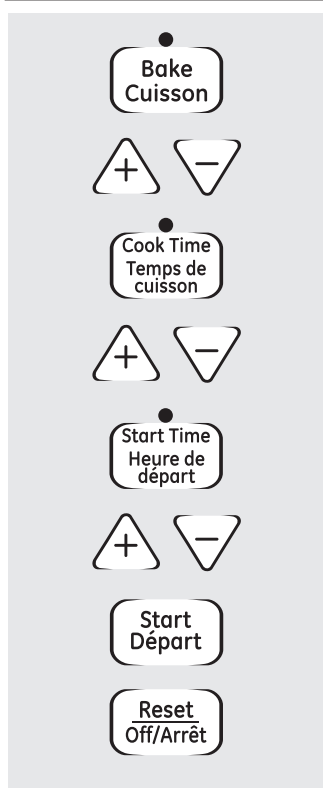 Bake
Cuisson
+ −
Cook Time
Temps de
cuisson
+ −
Start Time
Heure de
départ
+ −
Start
Départ
Reset
Off/Arrêt